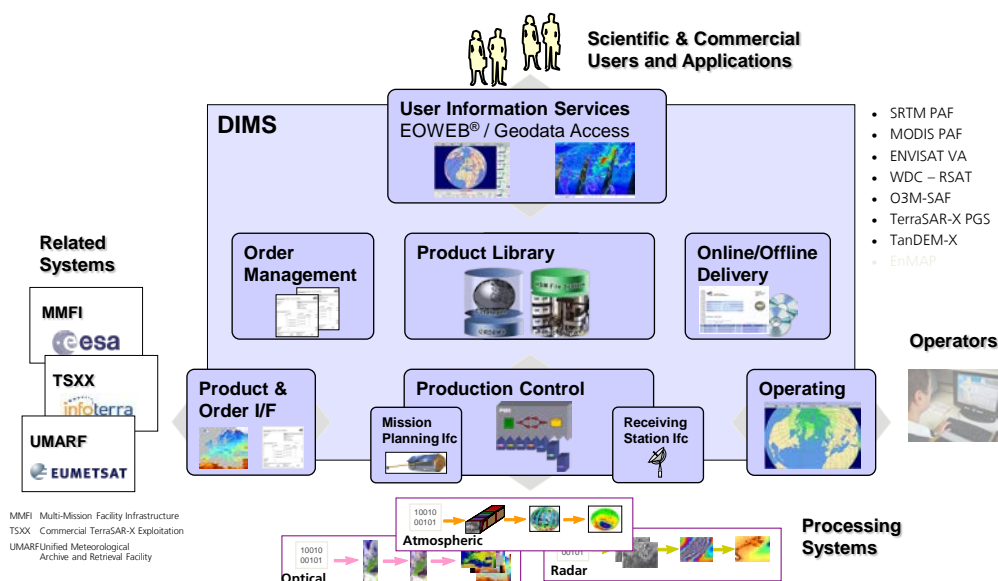 Scientific & Commercial
Users and Applications
DIMS
User Information Services
EOWEB® / Geodata Access
• SRTM PAF
• MODIS PAF
• ENVISAT VA
• WDC – RSAT
• O3M-SAF
• TerraSAR-X PGS
• TanDEM-X
• EnMAP
Related
Systems
MMFI
esa
TSXX
infoterra
UMARF
EUMETSAT
Order
Management
Product Library
Online/Offline
Delivery
Operators
Product &
Order I/F
Production Control
Mission
Planning Ifc
Receiving
Station Ifc
Operating
MMFI Multi-Mission Facility Infrastructure
TSXX Commercial TerraSAR-X Exploitation
UMARFUnified Meteorological
Archive and Retrieval Facility
10010
00101
Atmospheric
10010
00101
Optical
00101
Radar
Processing
Systems